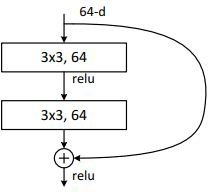 64-d
3x3, 64
relu
3x3, 64
+
relu